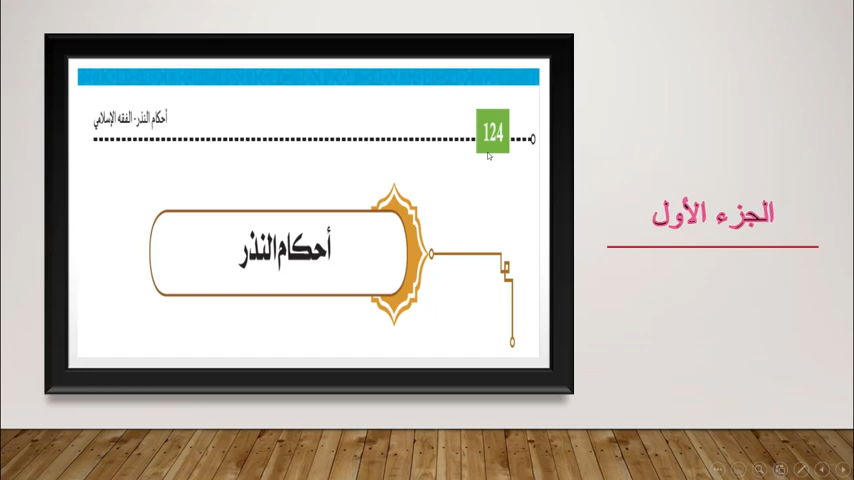 124
أحكام النذر - الفقه الإسلامي
أحكام النذر
الجزء الأول